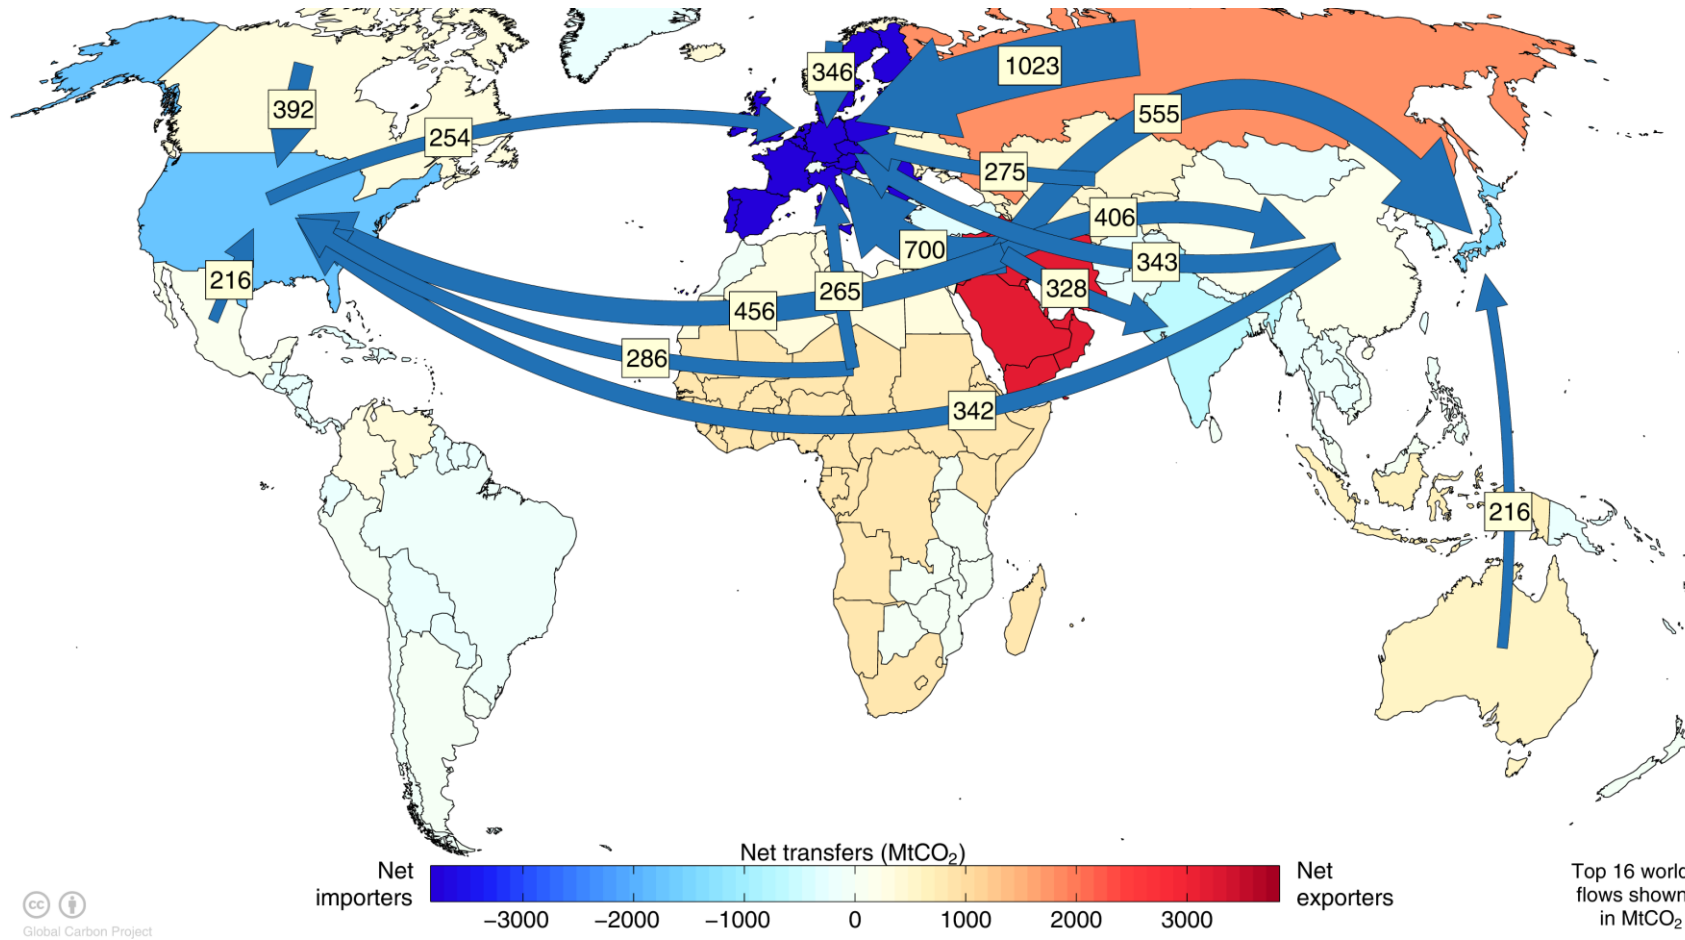 346
1023
392
555
254
275
406
700
343
216
265
328
456
286
342
216
Net transfers (MtCO₂)
Net importers
Net exporters
−3000 −2000 −1000 0 1000 2000 3000
Top 16 world
flows shown
in MtCO₂
cc
Global Carbon Project